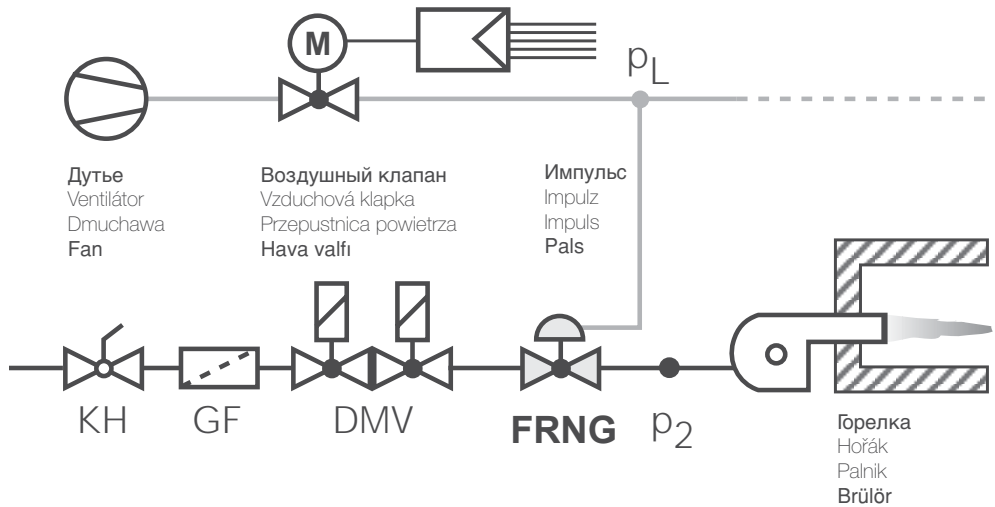 M
pL
Дутье
Ventilátor
Dmuchawa
Fan
Воздушный клапан
Vzduchová klapka
Przepustnica powietrza
Hava valfı
Импульс
Impulz
Impuls
Pals
KH
GF
DMV
FRNG
p2
Горелка
Hořák
Palnik
Brülör